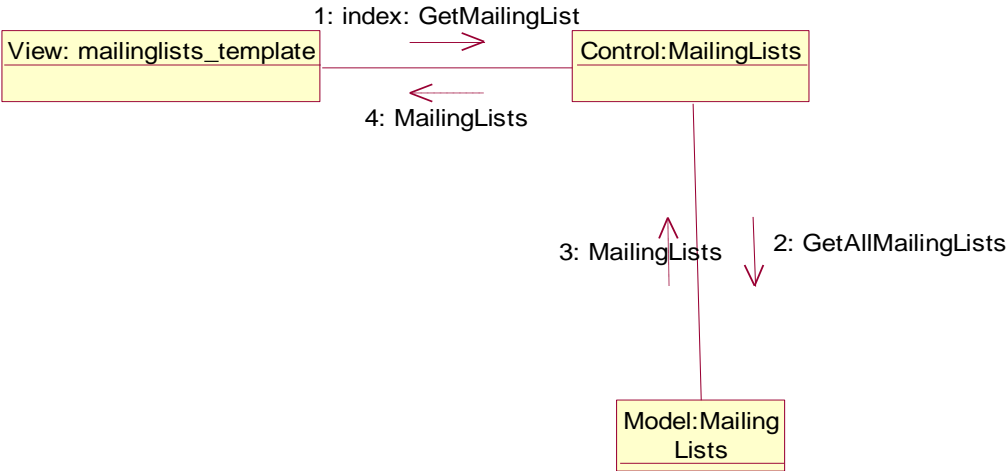 1: index: GetMailingList
View: mailinglists_template
Control:MailingLists
4: MailingLists
3: MailingLists
2: GetAllMailingLists
Model:Mailing
Lists